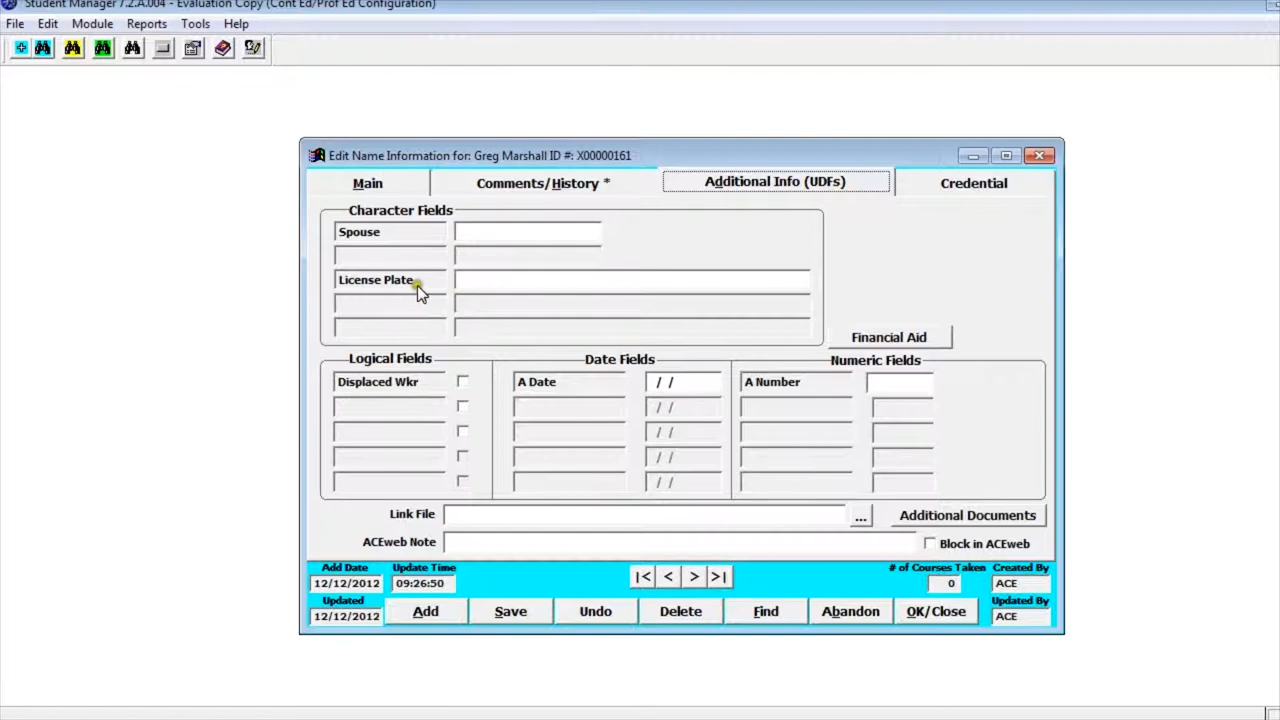 Student Manager 7.2.A.004 - Evaluation Copy (Cont Ed/Prof Ed Configuration)
File Edit Module Reports Tools Help
Edit Name Information for: Greg Marshall ID #: X00000161
Main Comments/History * Additional Info (UDFs) Credential
Character Fields
Spouse
License Plate
Financial Aid
Logical Fields Date Fields Numeric Fields
Displaced Wkr A Date / / A Number
/ /
/ /
/ /
/ /
Link File ... Additional Documents
ACEweb Note Block in ACEweb
Add Date Update Time # of Courses Taken Created By
12/12/2012 09:26:50 |< < > >| 0 ACE
Updated Updated By
12/12/2012 Add Save Undo Delete Find Abandon OK/Close ACE